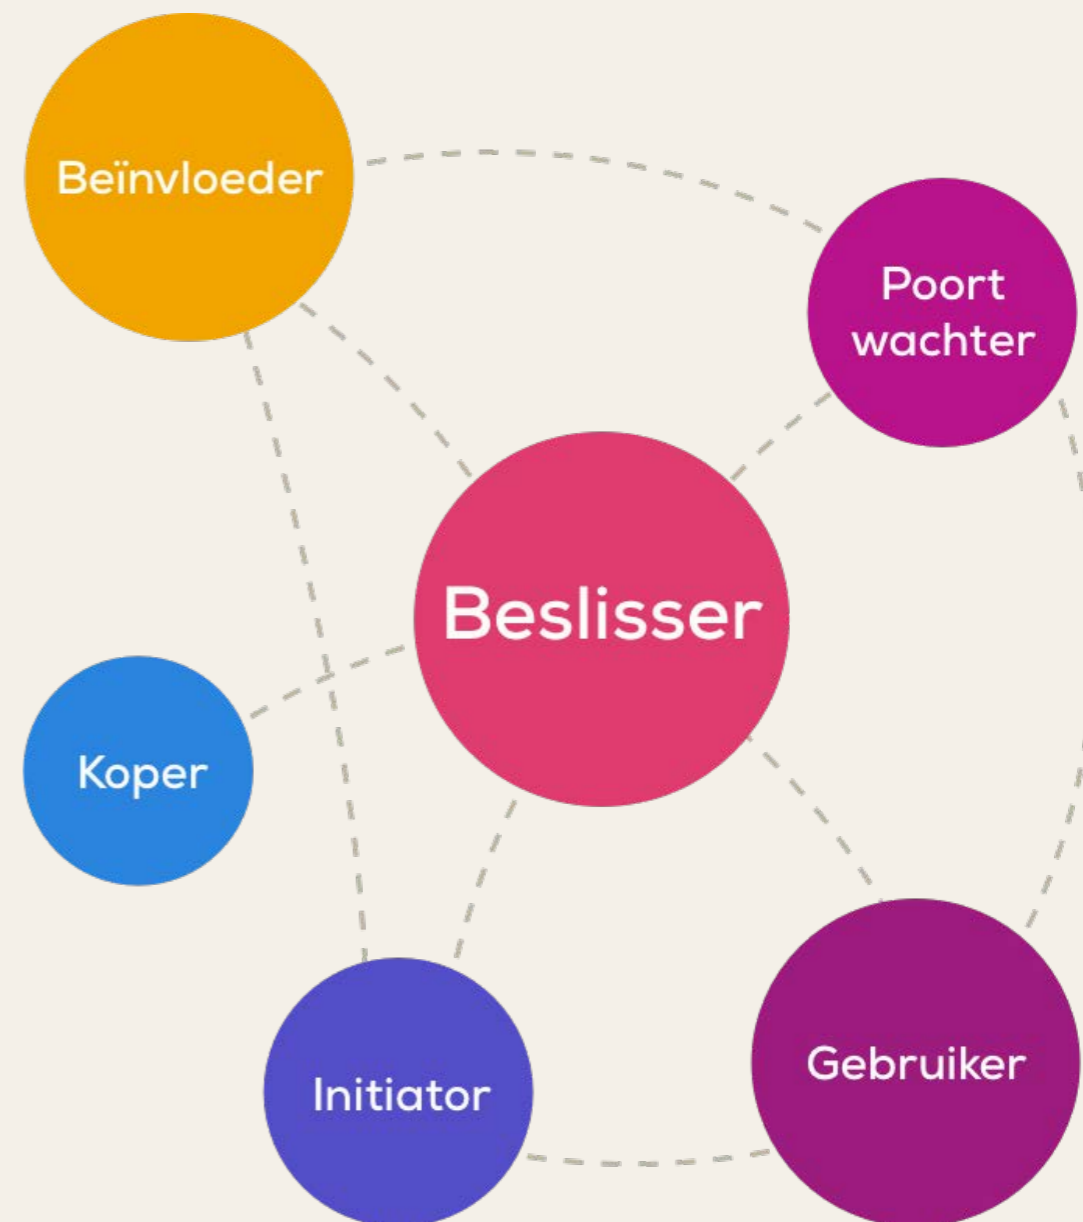 Beïnvloeder
Poort
wachter
Beslisser
Koper
Initiator
Gebruiker